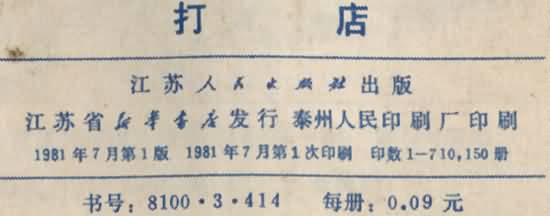 打 店
江苏人民出版社出版
江苏省新华书店发行 泰州人民印刷厂印刷
1981年7月第1版 1981年7月第1次印刷 印数1—710,150册
书号：8100·3·414 每册：0.09元